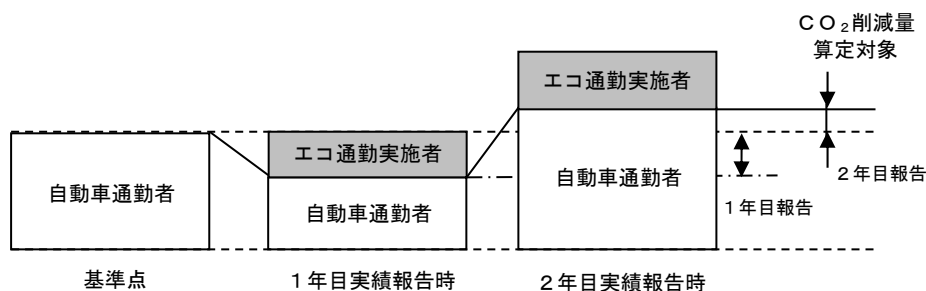 ＣＯ₂削減量
算定対象
エコ通勤実施者
エコ通勤実施者
自動車通勤者
自動車通勤者
自動車通勤者
２年目報告
１年目報告
基準点
１年目実績報告時
２年目実績報告時